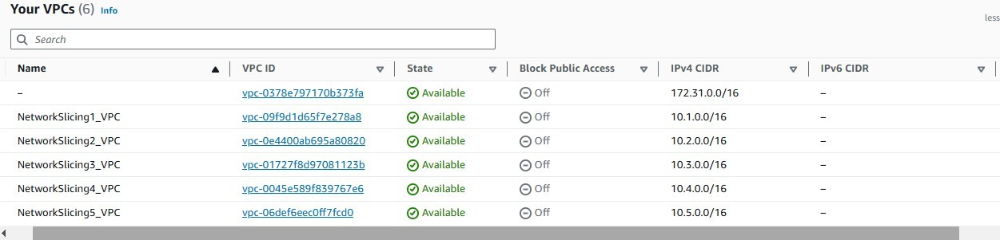 Your VPCs (6) Info
less
Search
Name VPC ID State Block Public Access IPv4 CIDR IPv6 CIDR
– vpc-0378e797170b373fa Available Off 172.31.0.0/16 –
NetworkSlicing1_VPC vpc-09f9d1d65f7e278a8 Available Off 10.1.0.0/16 –
NetworkSlicing2_VPC vpc-0e4400ab695a80820 Available Off 10.2.0.0/16 –
NetworkSlicing3_VPC vpc-01727f8d97081123b Available Off 10.3.0.0/16 –
NetworkSlicing4_VPC vpc-0045e589f839767e6 Available Off 10.4.0.0/16 –
NetworkSlicing5_VPC vpc-06def6eec0ff7fcd0 Available Off 10.5.0.0/16 –